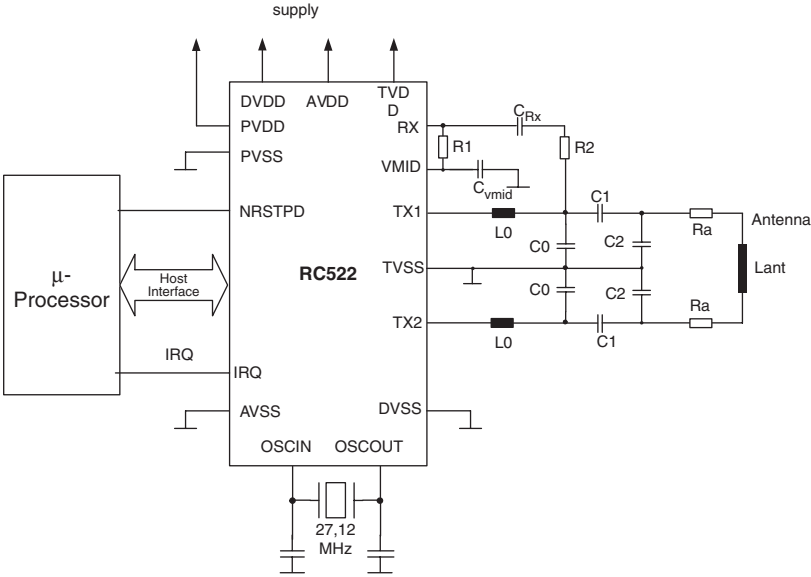 supply
DVDD
AVDD
TVD
D
PVDD
RX
C_Rx
R1
R2
PVSS
VMID
C_vmid
NRSTPD
TX1
L0
C1
Ra
Antenna
C0
C2
μ-
Processor
Host
Interface
RC522
TVSS
Lant
C0
C2
Ra
TX2
L0
C1
IRQ
IRQ
AVSS
DVSS
OSCIN
OSCOUT
27,12
MHz